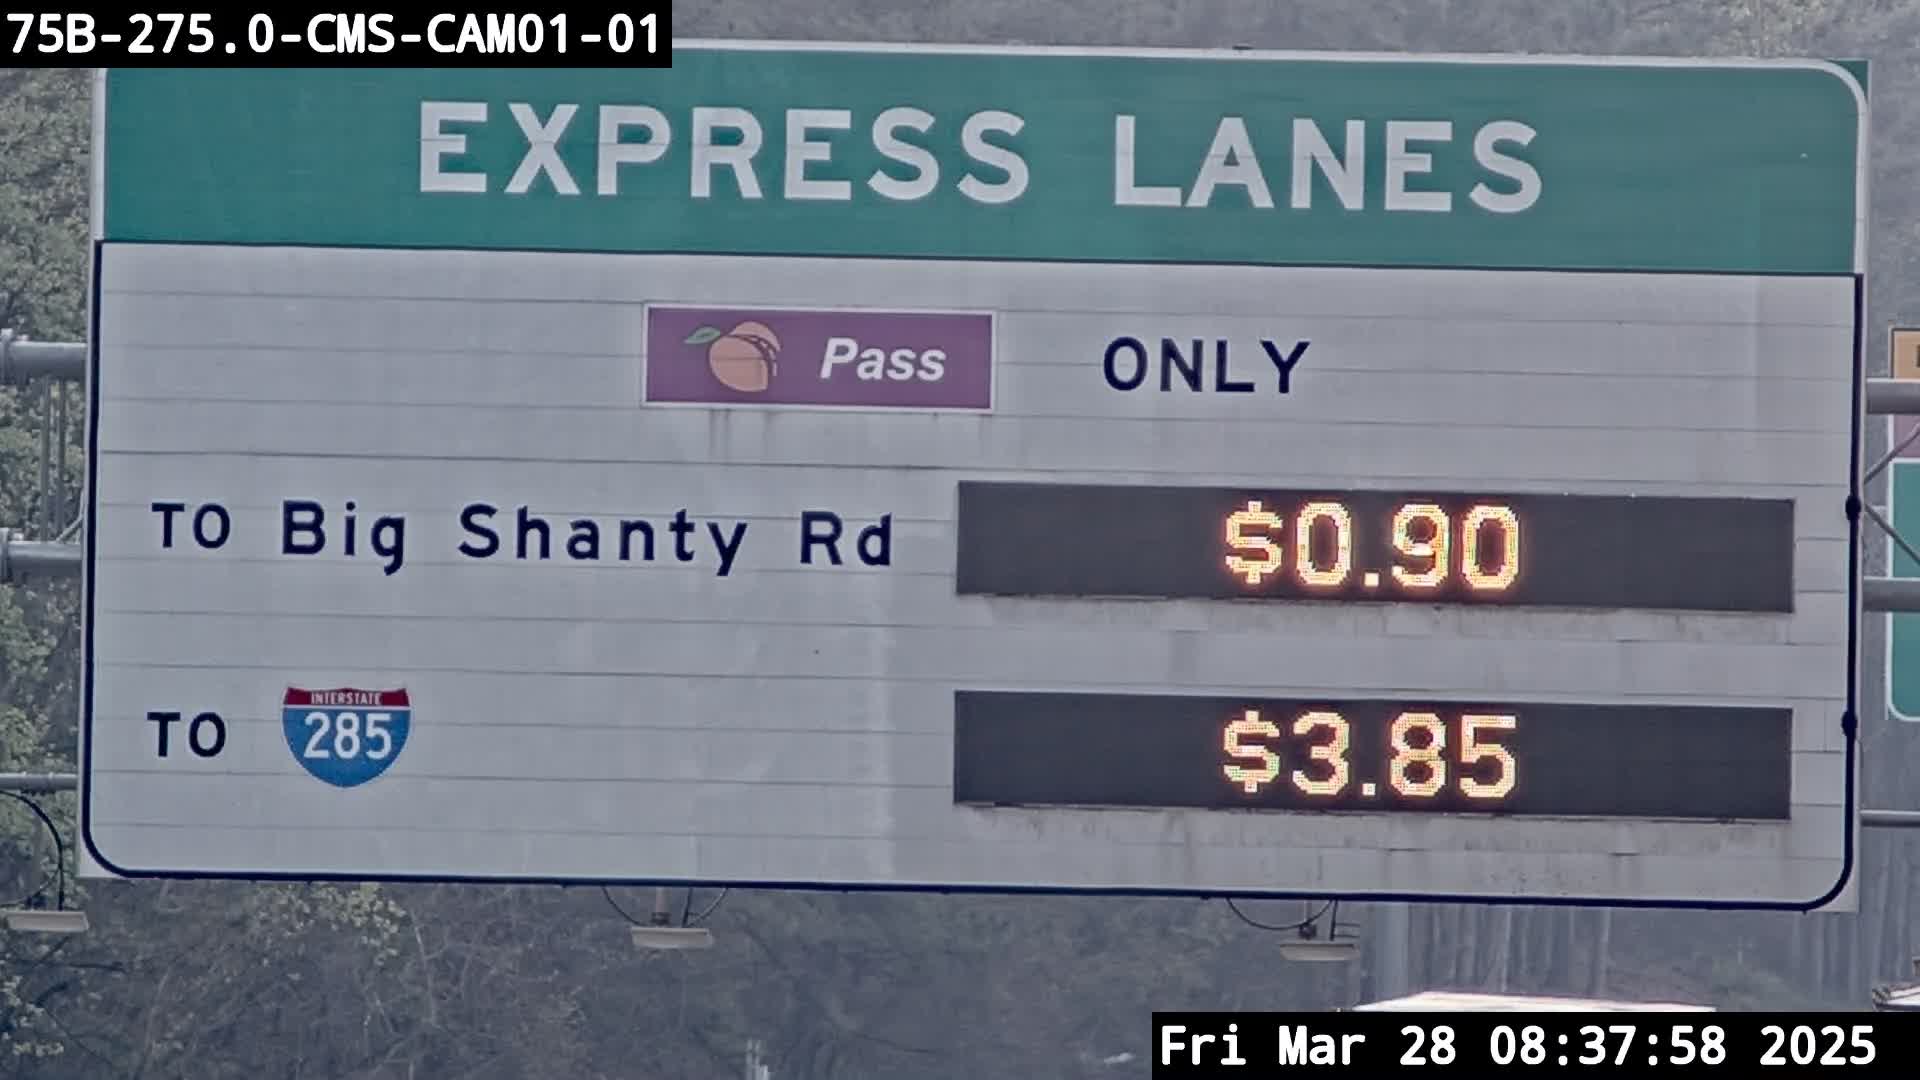 75B-275.0-CMS-CAM01-01
EXPRESS LANES
Pass ONLY
TO Big Shanty Rd $0.90
TO INTERSTATE 285 $3.85
Fri Mar 28 08:37:58 2025